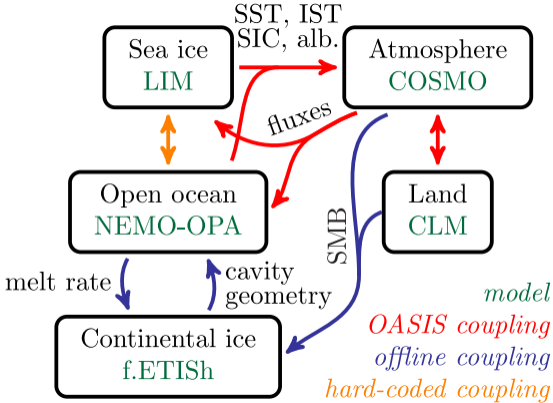 SST, IST
SIC, alb.
Sea ice
LIM
Atmosphere
COSMO
fluxes
Open ocean
NEMO-OPA
Land
CLM
SMB
melt rate
cavity
geometry
Continental ice
f.ETISh
model
OASIS coupling
offline coupling
hard-coded coupling